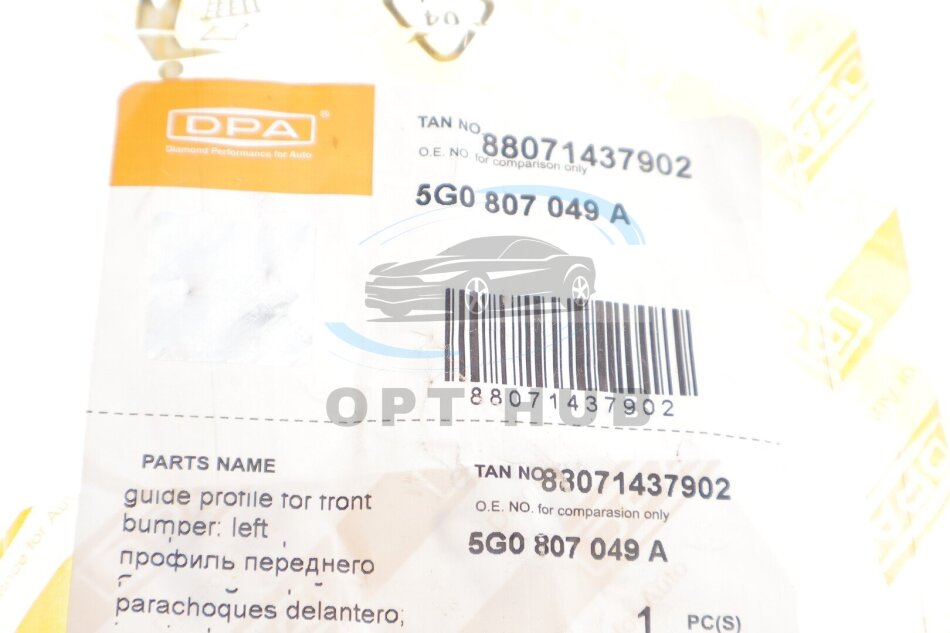 04
DPA®
Diamond Performance for Auto
TAN NO.
88071437902
O.E. NO. for comparison only
5G0 807 049 A
88071437902
OPT HUB
PARTS NAME
guide profile for front
bumper: left
профиль переднего
parachoques delantero;
TAN NO.
88071437902
O.E. NO. for comparasion only
5G0 807 049 A
1 PC(S)